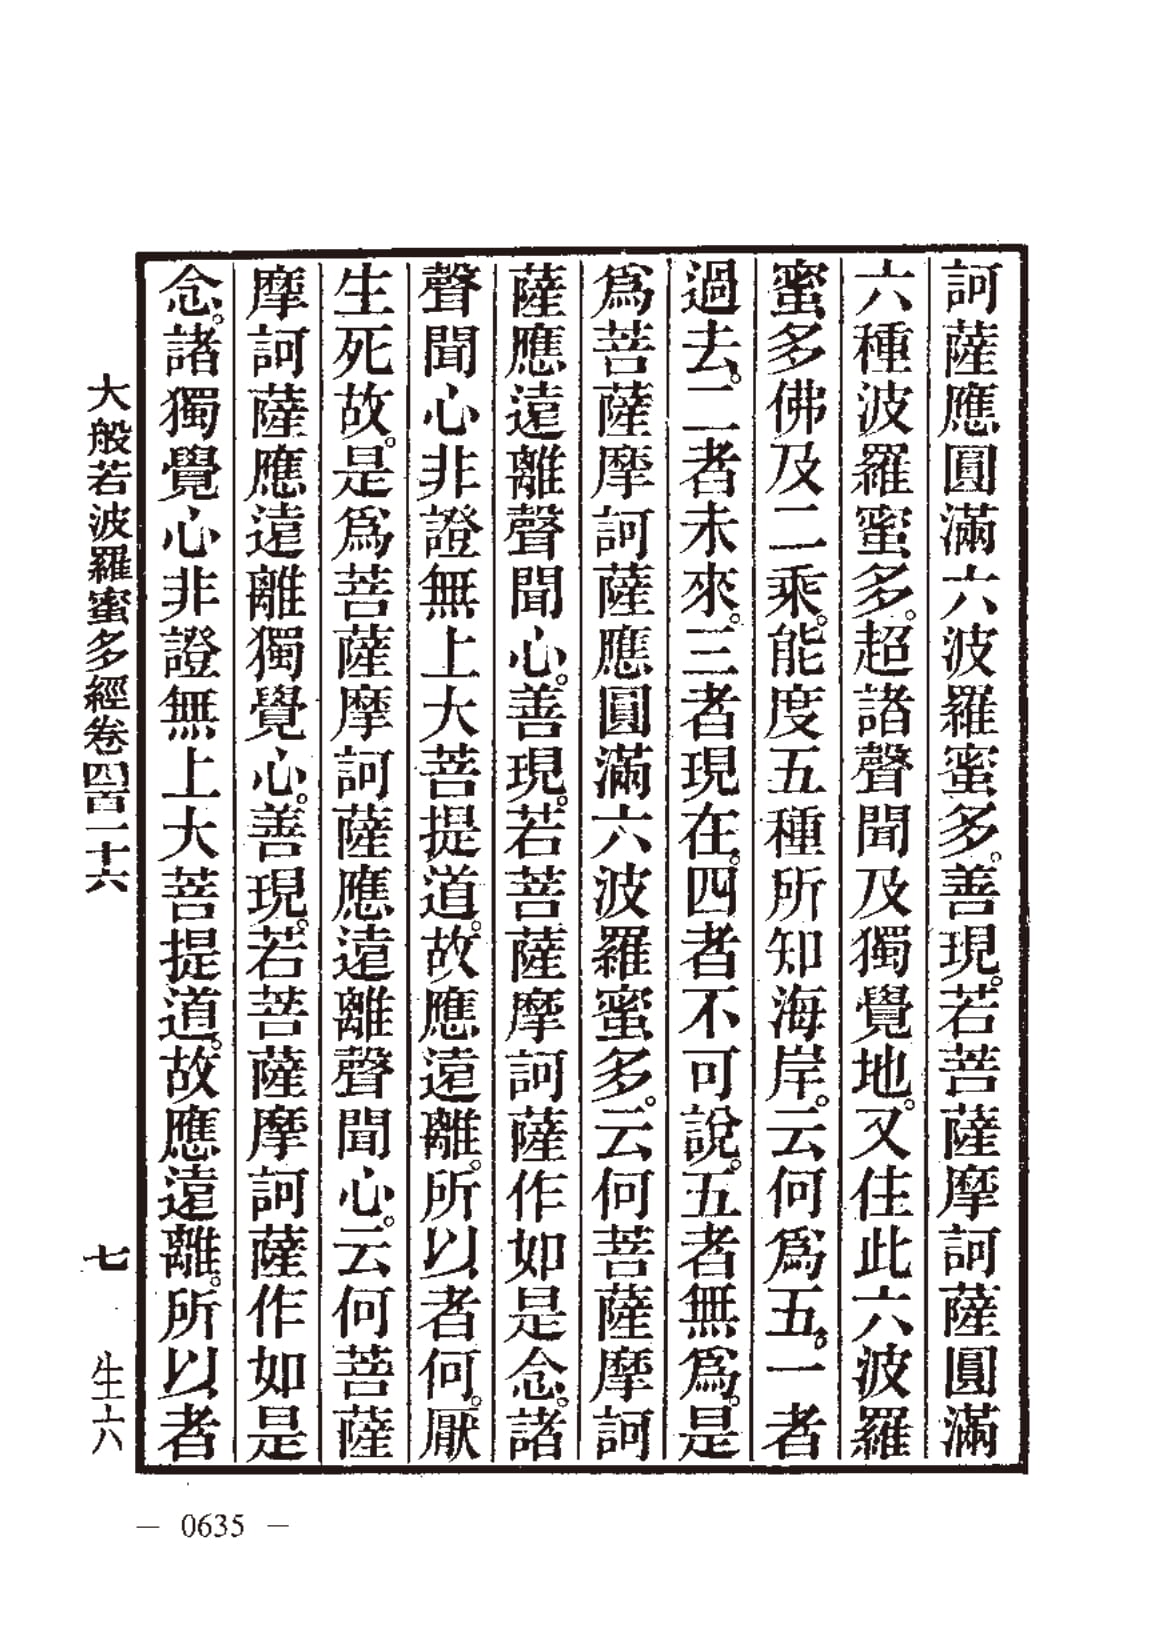 訶薩應圓滿六波羅蜜多。善現。若菩薩摩訶薩圓滿
六種波羅蜜多。超諸聲聞及獨覺地。又住此六波羅
蜜多佛及二乘。能度五種所知海岸。云何爲五。一者
過去。二者未來。三者現在。四者不可說。五者無爲。是
爲菩薩摩訶薩應圓滿六波羅蜜多。云何菩薩摩訶
薩應遠離聲聞心。善現。若菩薩摩訶薩作如是念。諸
聲聞心非證無上大菩提道。故應遠離。所以者何。厭
生死故。是爲菩薩摩訶薩應遠離聲聞心。云何菩薩
摩訶薩應遠離獨覺心。善現。若菩薩摩訶薩作如是
念。諸獨覺心非證無上大菩提道。故應遠離。所以者
大般若波羅蜜多經卷四百一十六 七 生六
— 0635 —